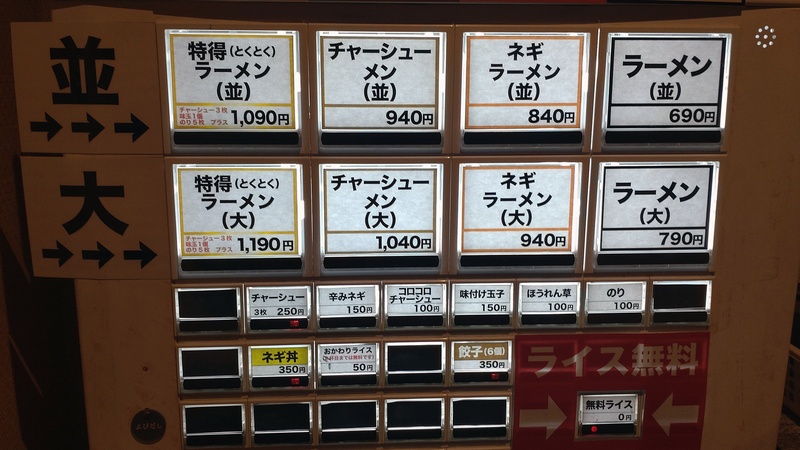 並
特得(とくとく)
ラーメン
(並)
チャーシュー3枚
味玉1個
のり5枚 プラス
1,090円
チャーシュー
メン
(並)
940円
ネギ
ラーメン
(並)
840円
ラーメン
(並)
690円
大
特得(とくとく)
ラーメン
(大)
チャーシュー3枚
味玉1個
のり5枚 プラス
1,190円
チャーシュー
メン
(大)
1,040円
ネギ
ラーメン
(大)
940円
ラーメン
(大)
790円
チャーシュー
3枚 250円
辛みネギ
150円
コロコロ
チャーシュー
100円
味付け玉子
150円
ほうれん草
100円
のり
100円
ネギ丼
350円
おかわりライス
50円
餃子(6個)
350円
ライス無料
無料ライス
0円
よびだし